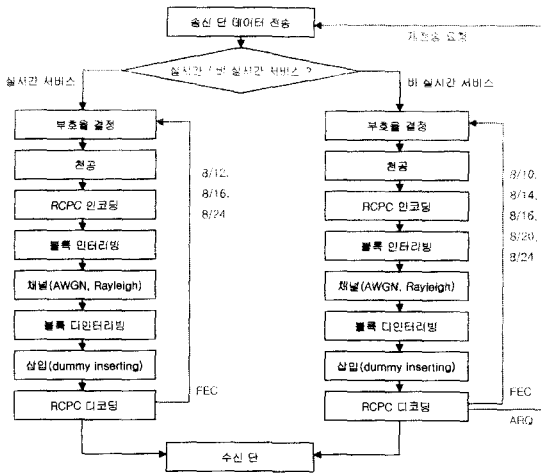 송신 단 데이터 전송
재전송 요청
실시간 / 비 실시간 서비스 ?
실시간 서비스
비 실시간 서비스
부호율 결정
천공
RCPC 인코딩
블록 인터리빙
채널(AWGN, Rayleigh)
블록 디인터리빙
삽입(dummy inserting)
RCPC 디코딩
8/12,
8/16,
8/24
FEC
부호율 결정
천공
RCPC 인코딩
블록 인터리빙
채널(AWGN, Rayleigh)
블록 디인터리빙
삽입(dummy inserting)
RCPC 디코딩
8/10,
8/14,
8/16,
8/20,
8/24
FEC
ARQ
수신 단